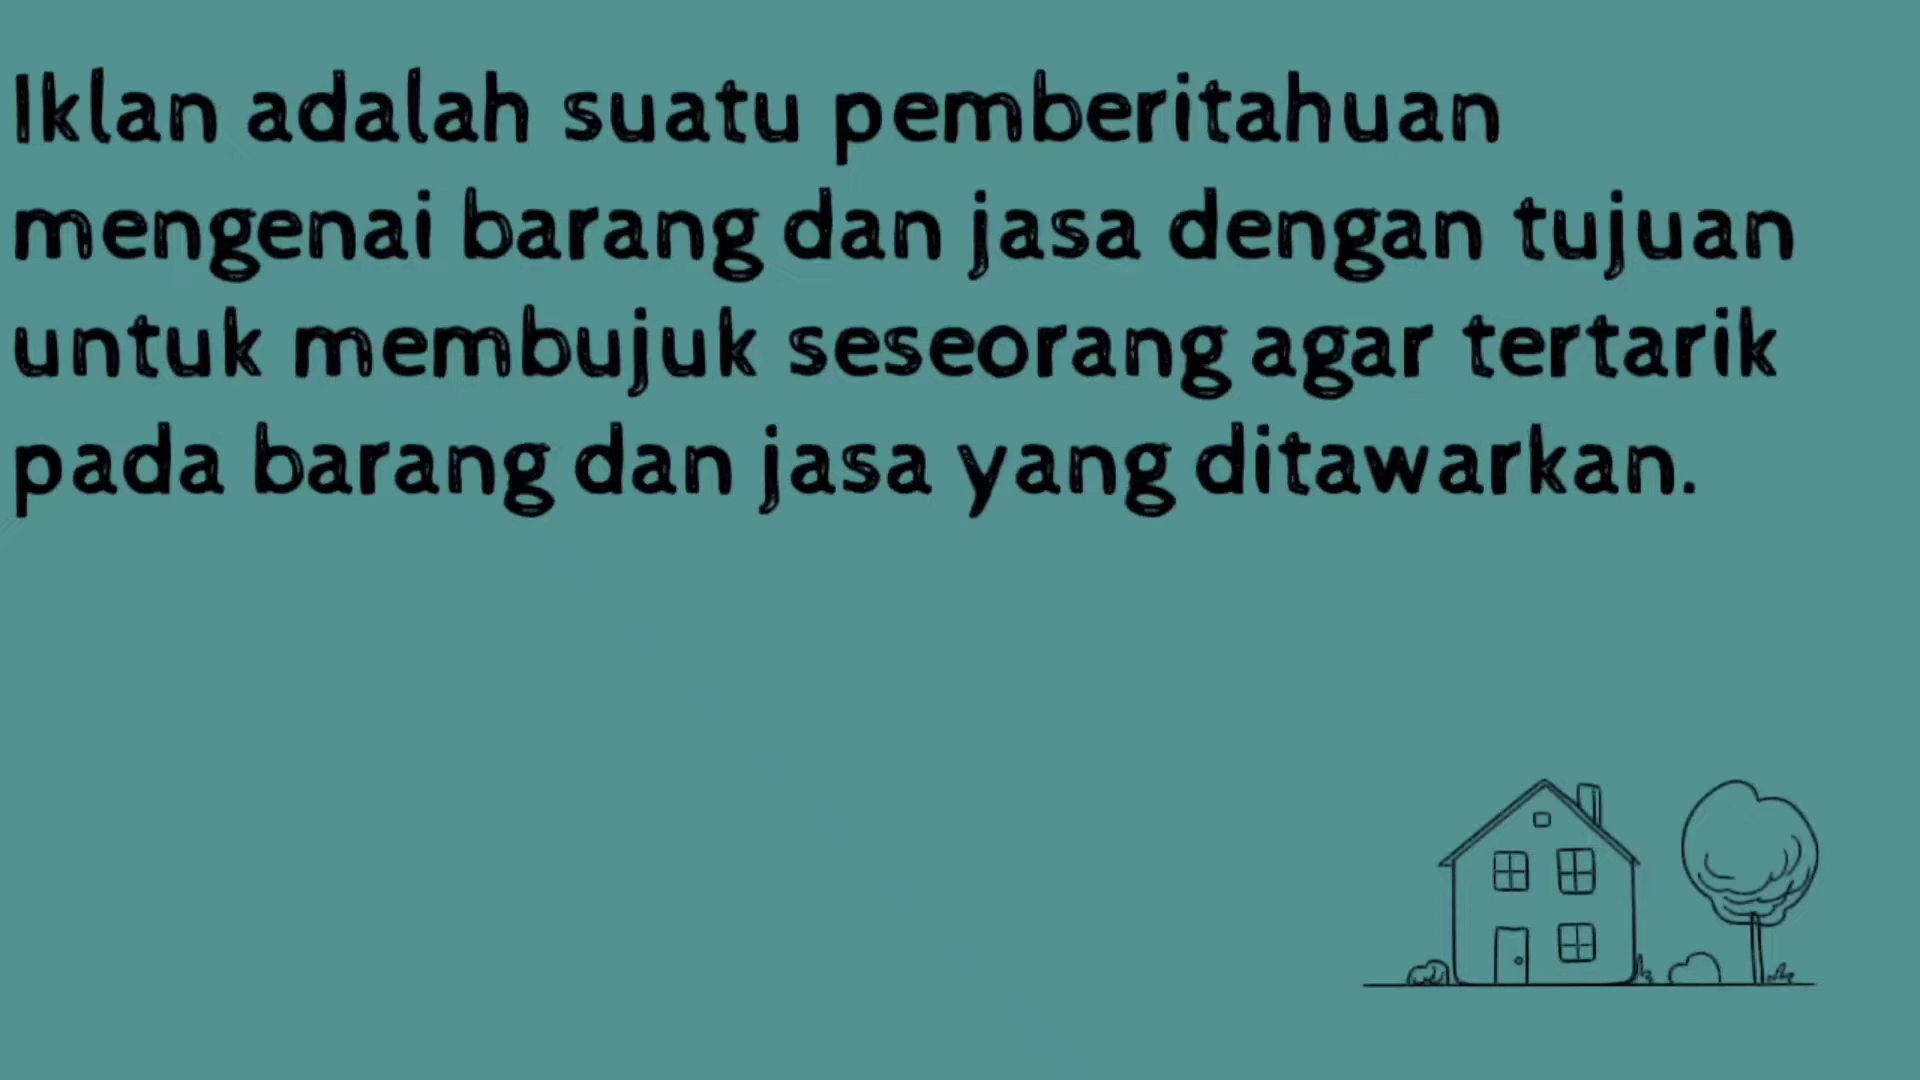 Iklan adalah suatu pemberitahuan
mengenai barang dan jasa dengan tujuan
untuk membujuk seseorang agar tertarik
pada barang dan jasa yang ditawarkan.